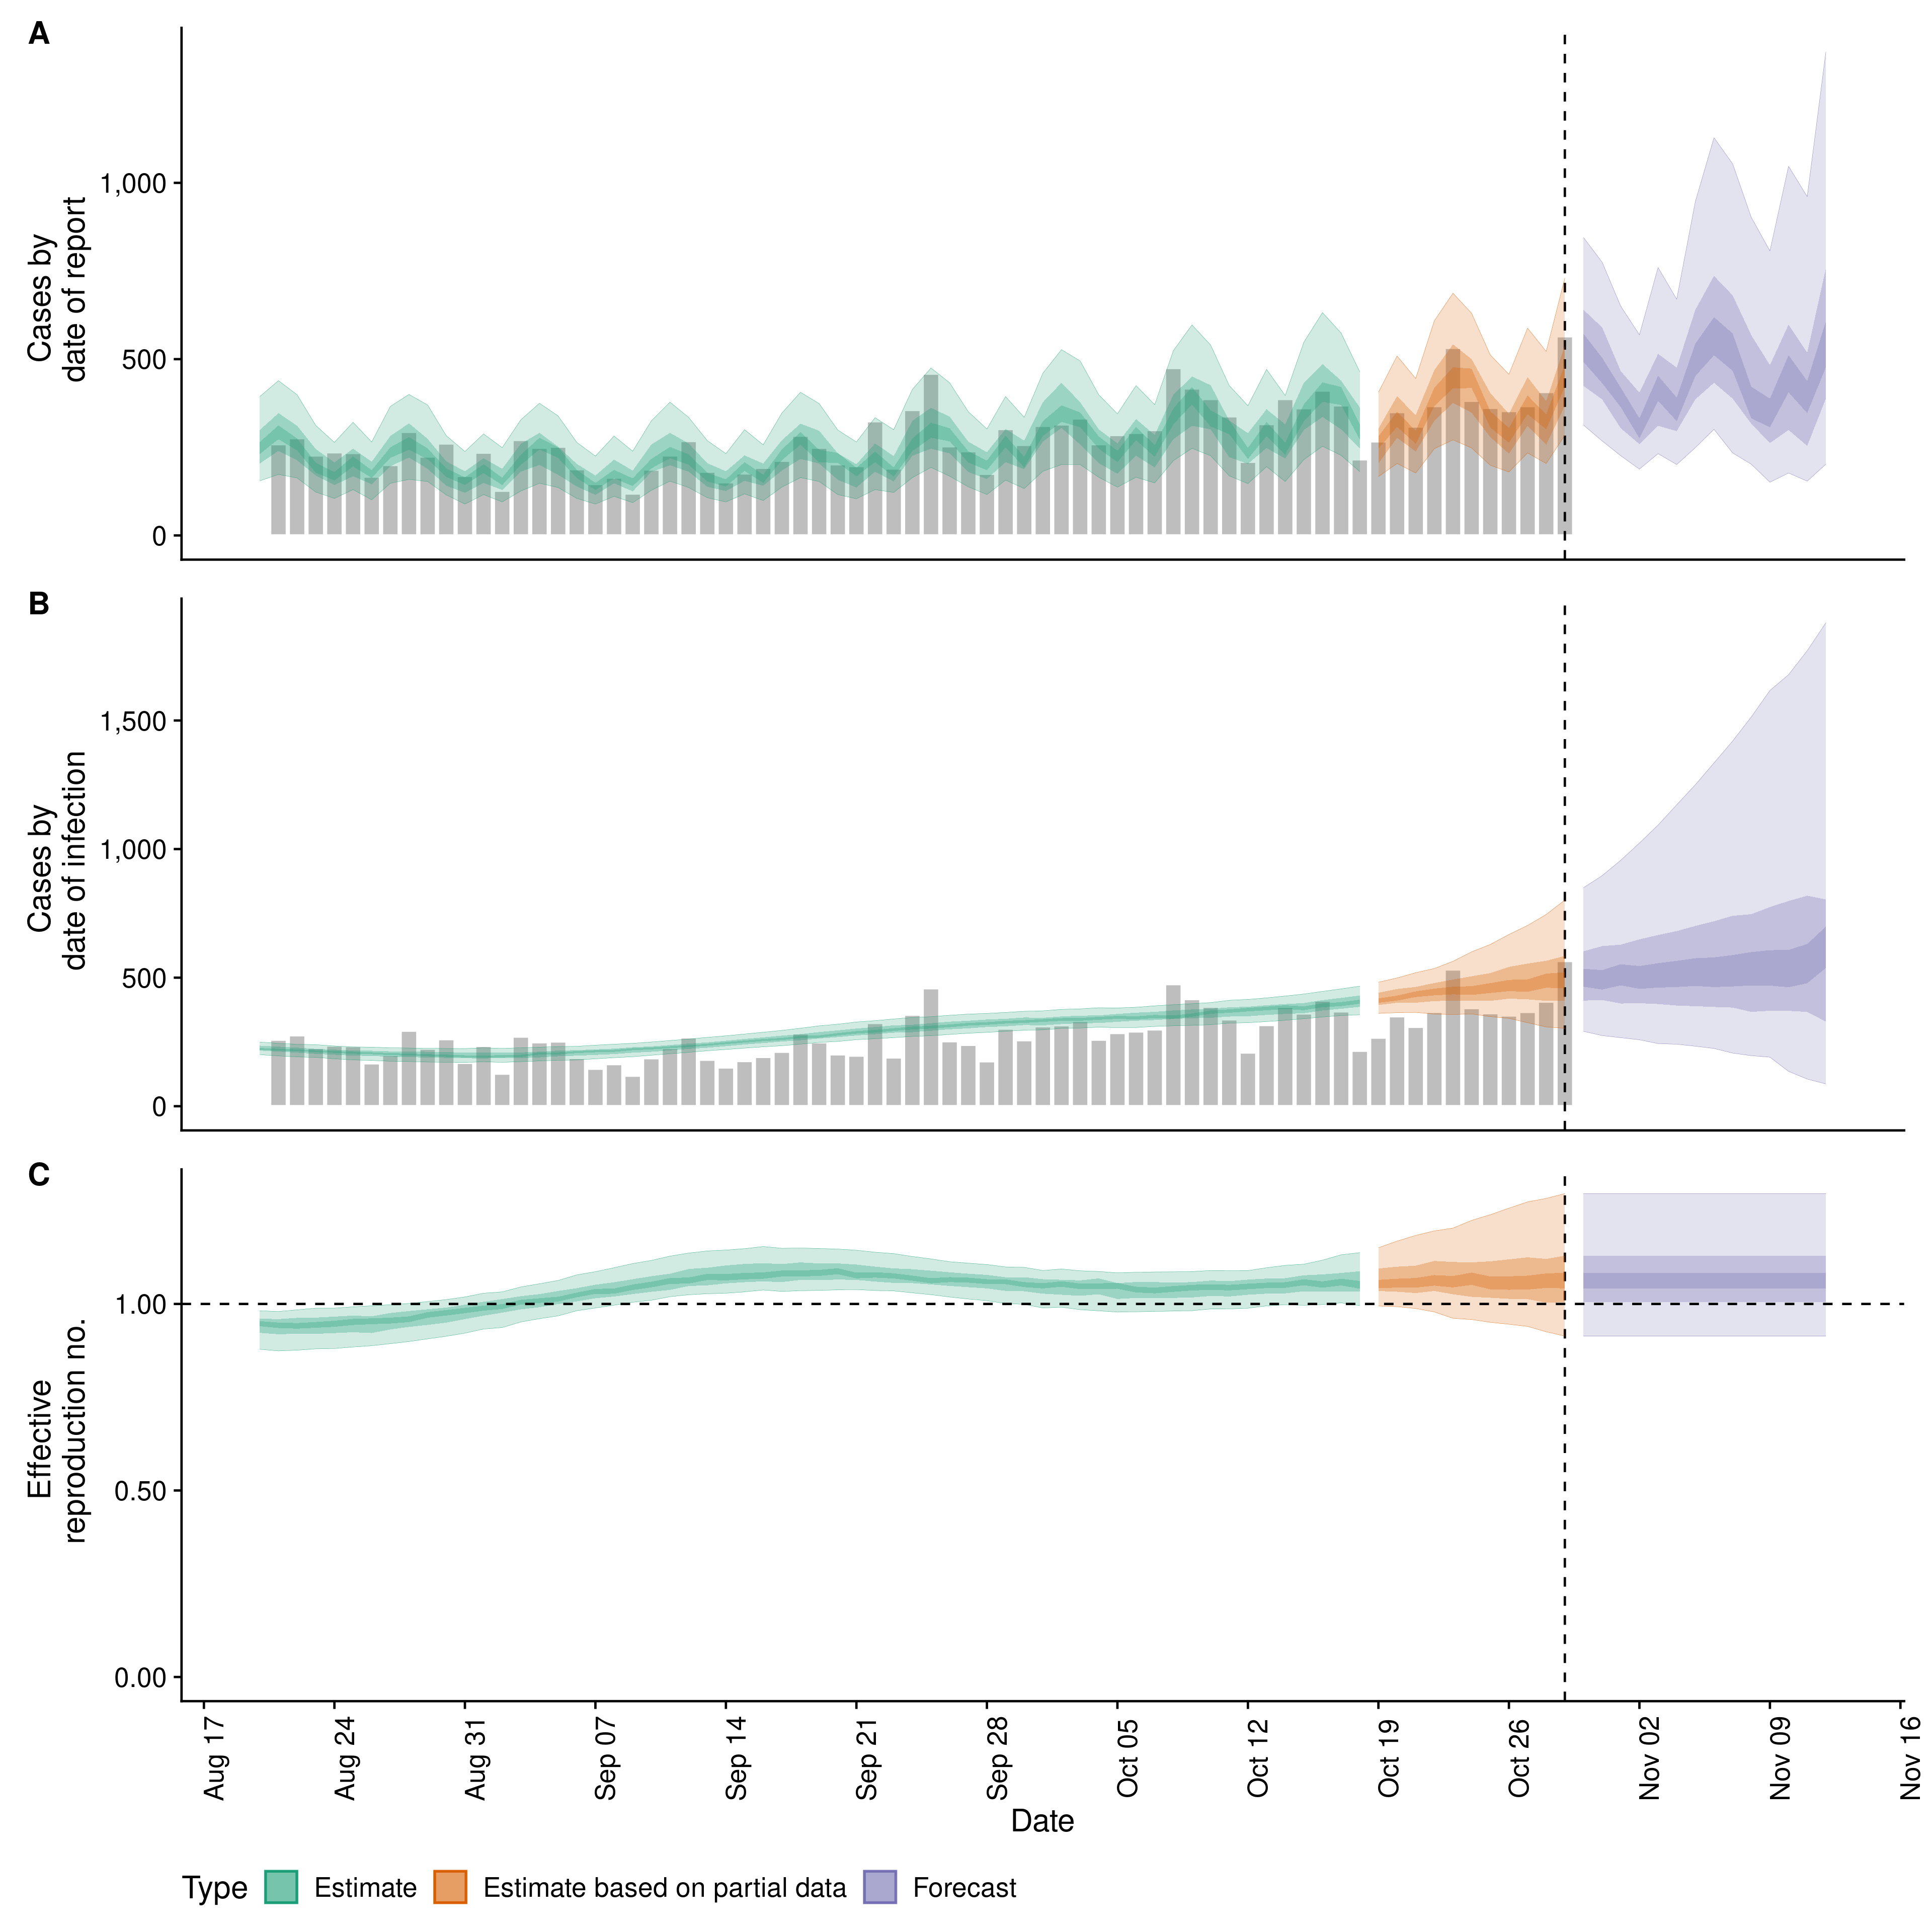 A
Cases by
date of report
1,000
500
0
B
Cases by
date of infection
1,500
1,000
500
0
C
Effective
reproduction no.
1.00
0.50
0.00
Aug 17
Aug 24
Aug 31
Sep 07
Sep 14
Sep 21
Sep 28
Oct 05
Oct 12
Oct 19
Oct 26
Nov 02
Nov 09
Nov 16
Date
Type Estimate Estimate based on partial data Forecast